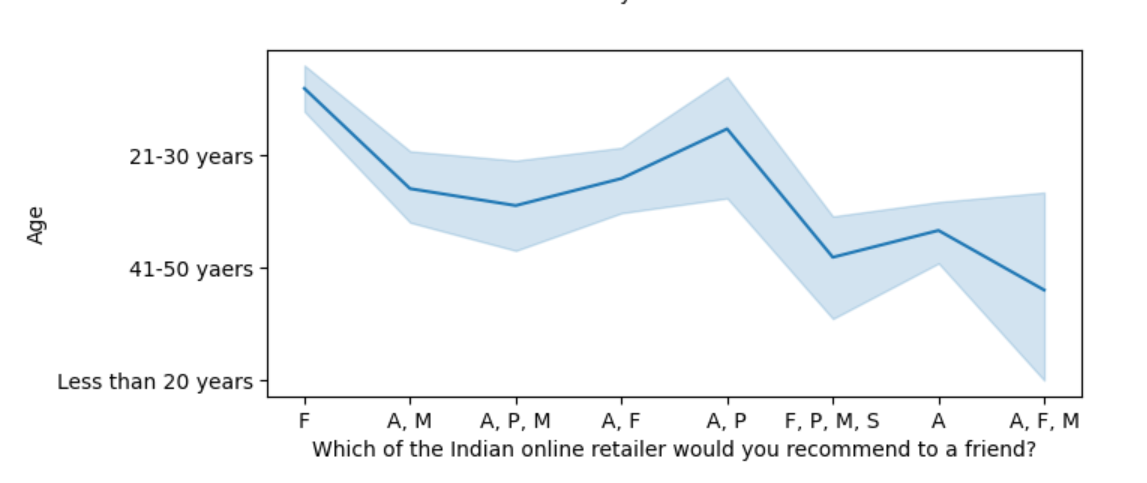 21-30 years
Age
41-50 yaers
Less than 20 years
F A, M A, P, M A, F A, P F, P, M, S A A, F, M
Which of the Indian online retailer would you recommend to a friend?